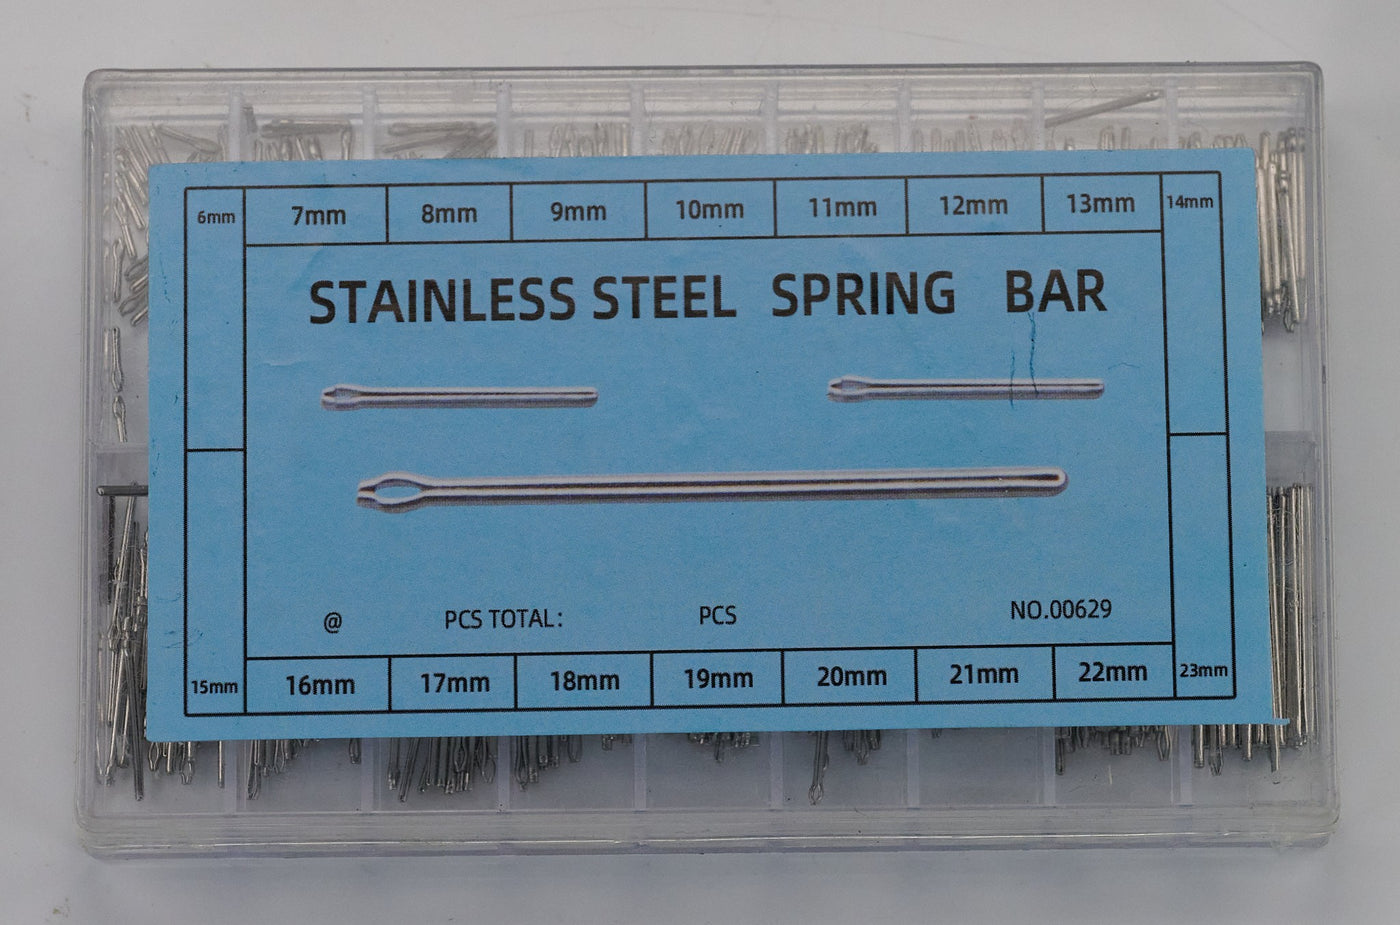 6mm 7mm 8mm 9mm 10mm 11mm 12mm 13mm 14mm
STAINLESS STEEL SPRING BAR
@ PCS TOTAL: PCS NO.00629
15mm 16mm 17mm 18mm 19mm 20mm 21mm 22mm 23mm